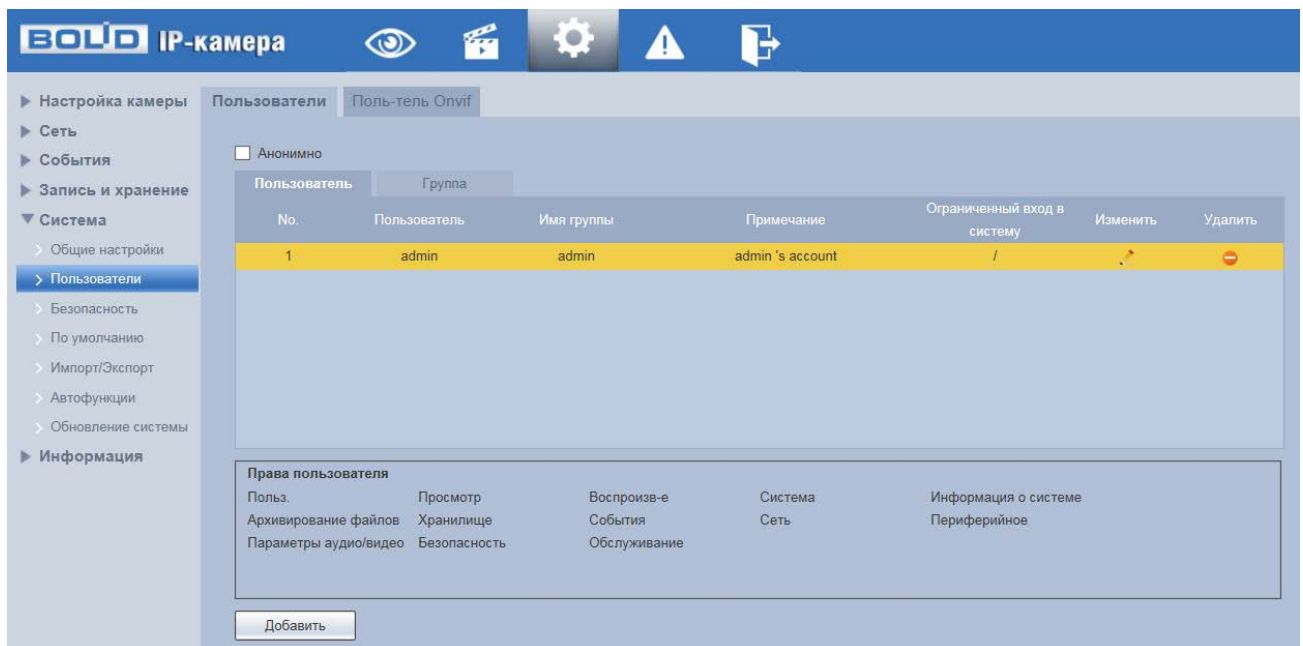 BOLID IP-камера
Настройка камеры
Сеть
События
Запись и хранение
Система
Общие настройки
Пользователи
Безопасность
По умолчанию
Импорт/Экспорт
Автофункции
Обновление системы
Информация
Пользователи Поль-тель Onvif
Анонимно
Пользователь Группа
No. Пользователь Имя группы Примечание Ограниченный вход в систему Изменить Удалить
1 admin admin admin 's account /
Права пользователя
Польз. Просмотр Воспроизв-е Система Информация о системе
Архивирование файлов Хранилище События Сеть Периферийное
Параметры аудио/видео Безопасность Обслуживание
Добавить